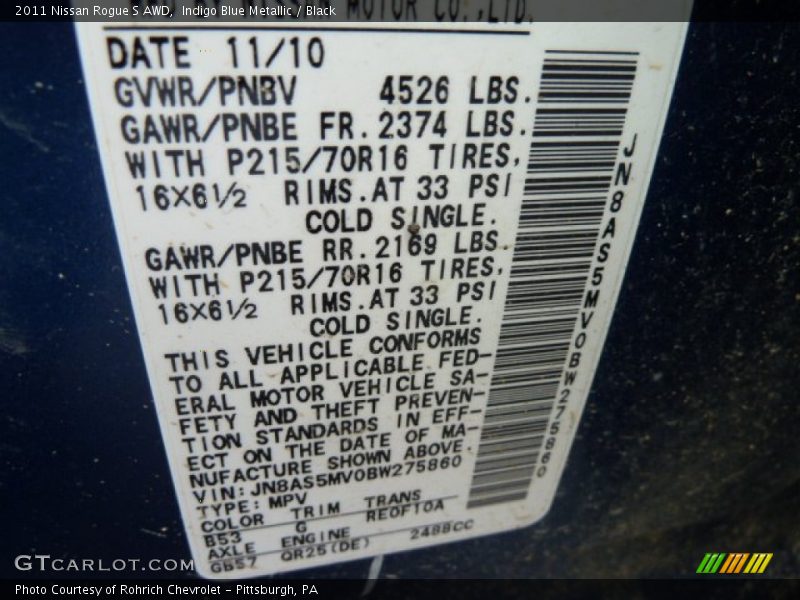 2011 Nissan Rogue S AWD, Indigo Blue Metallic / Black
MOTOR CO.,LTD.
DATE 11/10
GVWR/PNBV 4526 LBS.
GAWR/PNBE FR. 2374 LBS.
WITH P215/70R16 TIRES,
16X6½ RIMS. AT 33 PSI
COLD SINGLE.
GAWR/PNBE RR. 2169 LBS.
WITH P215/70R16 TIRES,
16X6½ RIMS. AT 33 PSI
COLD SINGLE.
THIS VEHICLE CONFORMS
TO ALL APPLICABLE FED-
ERAL MOTOR VEHICLE SA-
FETY AND THEFT PREVEN-
TION STANDARDS IN EFF-
ECT ON THE DATE OF MA-
NUFACTURE SHOWN ABOVE.
VIN: JN8AS5MV0BW275860
TYPE: MPV
COLOR TRIM TRANS
B53 G RE0F10A
AXLE ENGINE
GB57 QR25(DE) 2488CC
JN8AS5MV0BW275860
GTCARLOT.COM
Photo Courtesy of Rohrich Chevrolet - Pittsburgh, PA